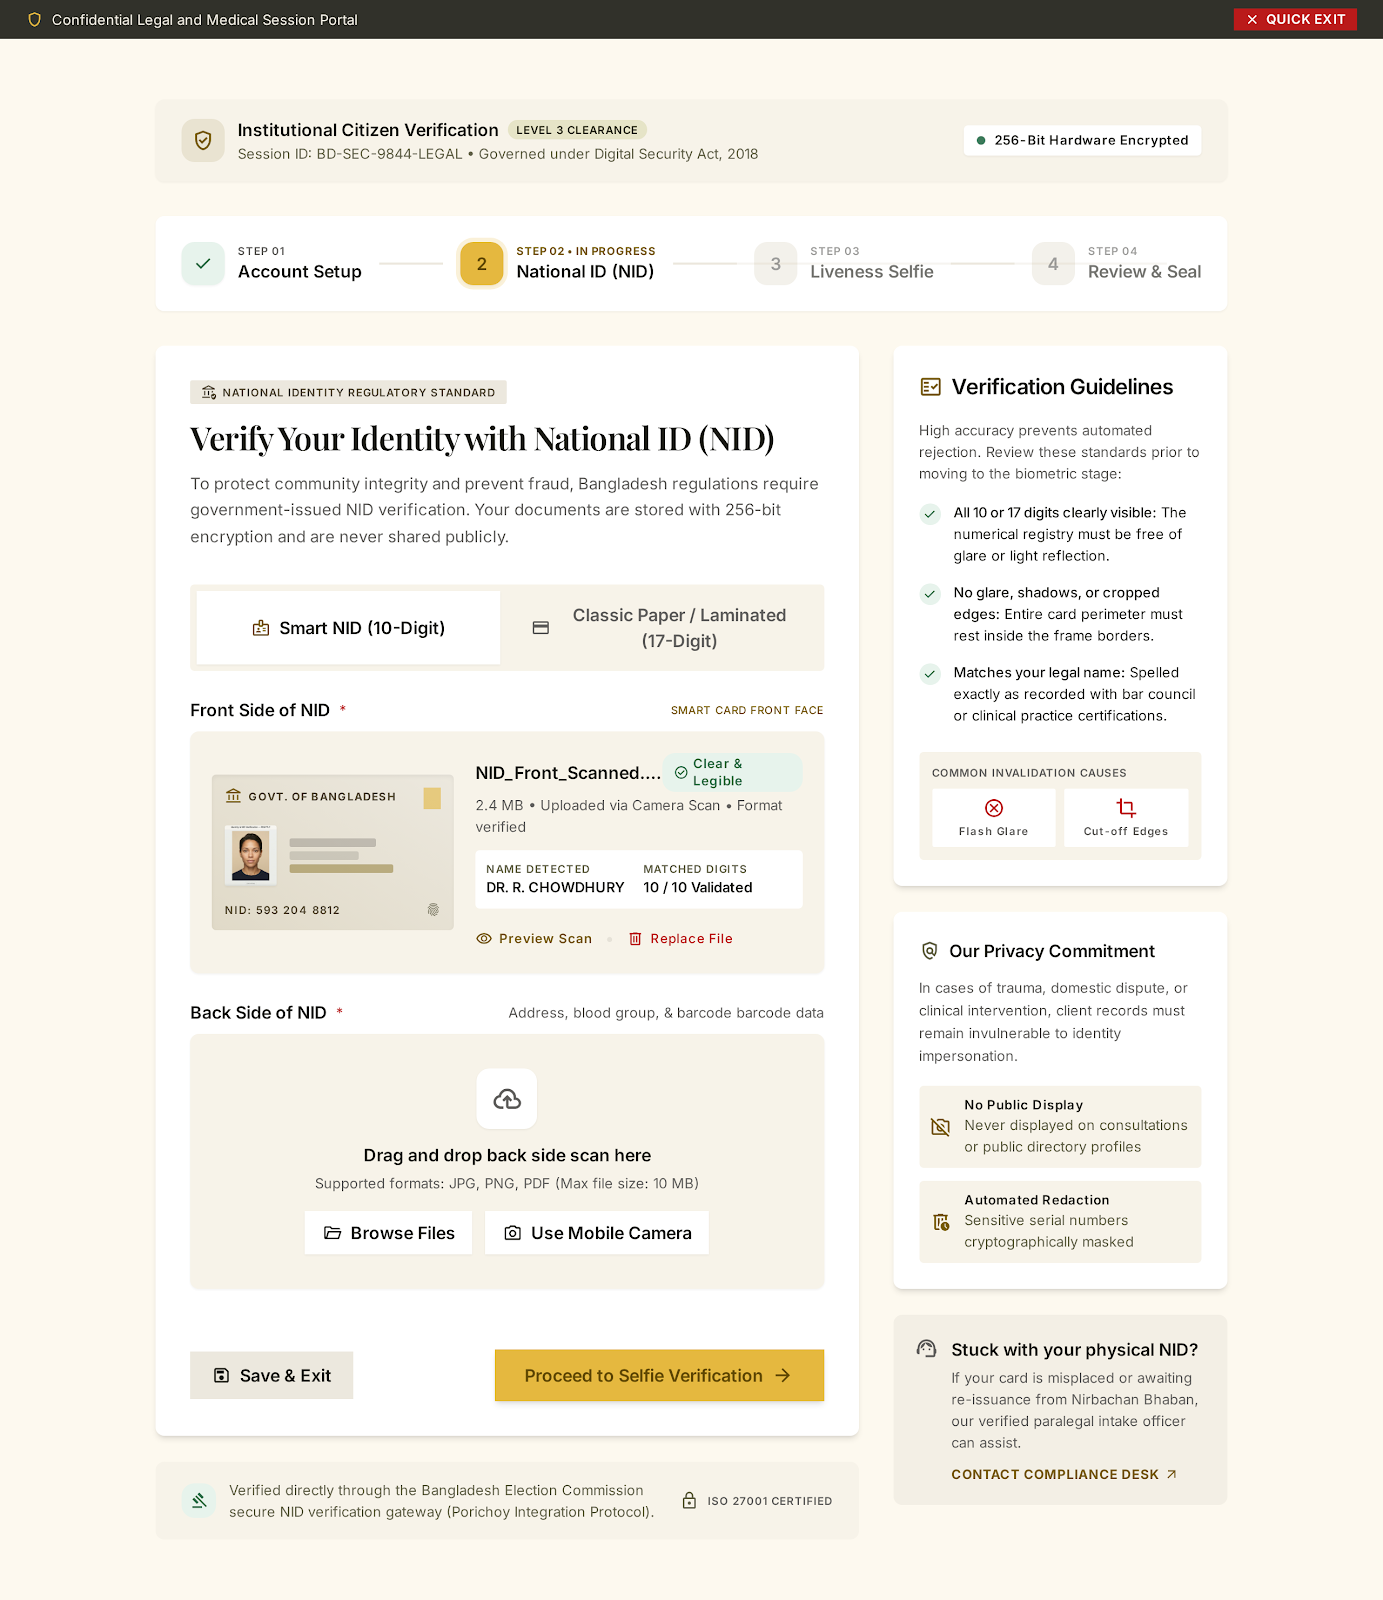 Confidential Legal and Medical Session Portal
QUICK EXIT
Institutional Citizen Verification
LEVEL 3 CLEARANCE
Session ID: BD-SEC-9844-LEGAL • Governed under Digital Security Act, 2018
256-Bit Hardware Encrypted
STEP 01
Account Setup
2
STEP 02 • IN PROGRESS
National ID (NID)
3
STEP 03
Liveness Selfie
4
STEP 04
Review & Seal
NATIONAL IDENTITY REGULATORY STANDARD
Verify Your Identity with National ID (NID)
To protect community integrity and prevent fraud, Bangladesh regulations require
government-issued NID verification. Your documents are stored with 256-bit
encryption and are never shared publicly.
Smart NID (10-Digit)
Classic Paper / Laminated
(17-Digit)
Front Side of NID *
SMART CARD FRONT FACE
GOVT. OF BANGLADESH
NID: 593 204 8812
NID_Front_Scanned....
Clear &
Legible
2.4 MB • Uploaded via Camera Scan • Format
verified
NAME DETECTED
DR. R. CHOWDHURY
MATCHED DIGITS
10 / 10 Validated
Preview Scan
Replace File
Back Side of NID *
Address, blood group, & barcode barcode data
Drag and drop back side scan here
Supported formats: JPG, PNG, PDF (Max file size: 10 MB)
Browse Files
Use Mobile Camera
Save & Exit
Proceed to Selfie Verification
Verified directly through the Bangladesh Election Commission
secure NID verification gateway (Porichoy Integration Protocol).
ISO 27001 CERTIFIED
Verification Guidelines
High accuracy prevents automated
rejection. Review these standards prior to
moving to the biometric stage:
All 10 or 17 digits clearly visible: The
numerical registry must be free of
glare or light reflection.
No glare, shadows, or cropped
edges: Entire card perimeter must
rest inside the frame borders.
Matches your legal name: Spelled
exactly as recorded with bar council
or clinical practice certifications.
COMMON INVALIDATION CAUSES
Flash Glare
Cut-off Edges
Our Privacy Commitment
In cases of trauma, domestic dispute, or
clinical intervention, client records must
remain invulnerable to identity
impersonation.
No Public Display
Never displayed on consultations
or public directory profiles
Automated Redaction
Sensitive serial numbers
cryptographically masked
Stuck with your physical NID?
If your card is misplaced or awaiting
re-issuance from Nirbachan Bhaban,
our verified paralegal intake officer
can assist.
CONTACT COMPLIANCE DESK